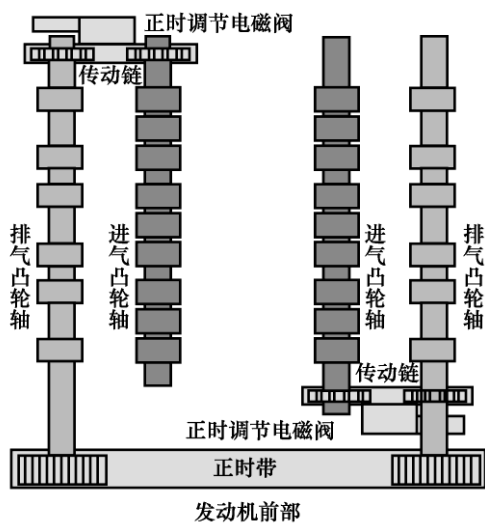 正时调节电磁阀
传动链
排气凸轮轴
进气凸轮轴
进气凸轮轴
排气凸轮轴
传动链
正时调节电磁阀
正时带
发动机前部